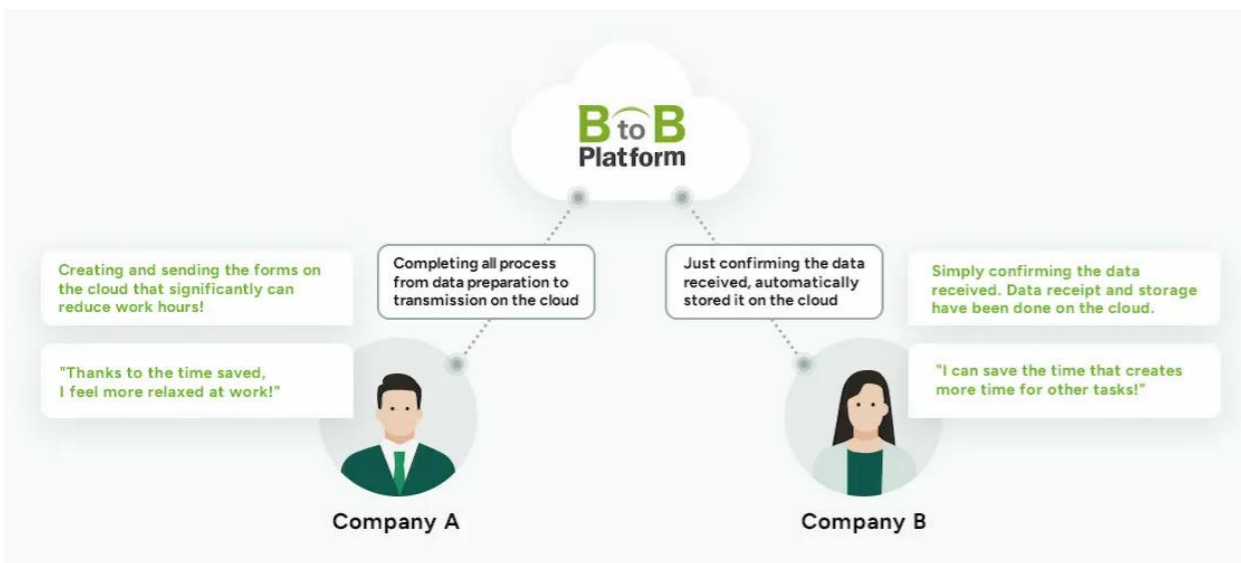 B to B
Platform
Creating and sending the forms on
the cloud that significantly can
reduce work hours!
"Thanks to the time saved,
I feel more relaxed at work!"
Completing all process
from data preparation to
transmission on the cloud
Just confirming the data
received, automatically
stored it on the cloud
Simply confirming the data
received. Data receipt and storage
have been done on the cloud.
"I can save the time that creates
more time for other tasks!"
Company A
Company B